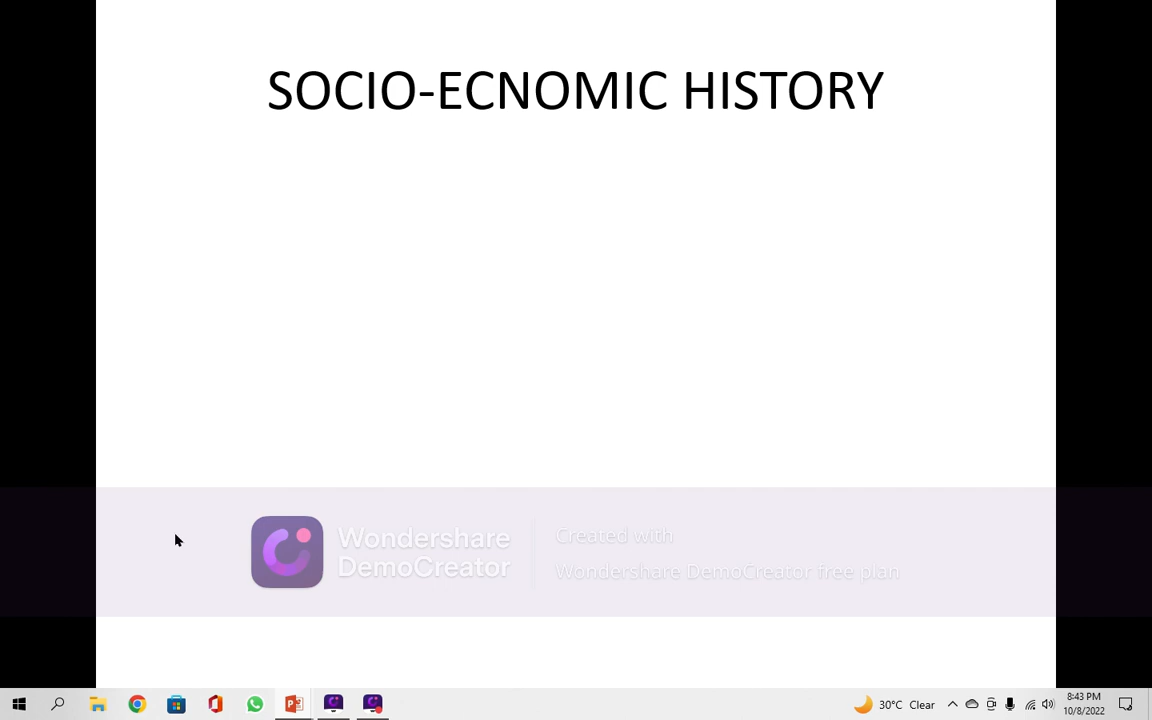 SOCIO-ECNOMIC HISTORY
Wondershare
DemoCreator
Created with
Wondershare DemoCreator free plan
30°C Clear
8:43 PM
10/8/2022